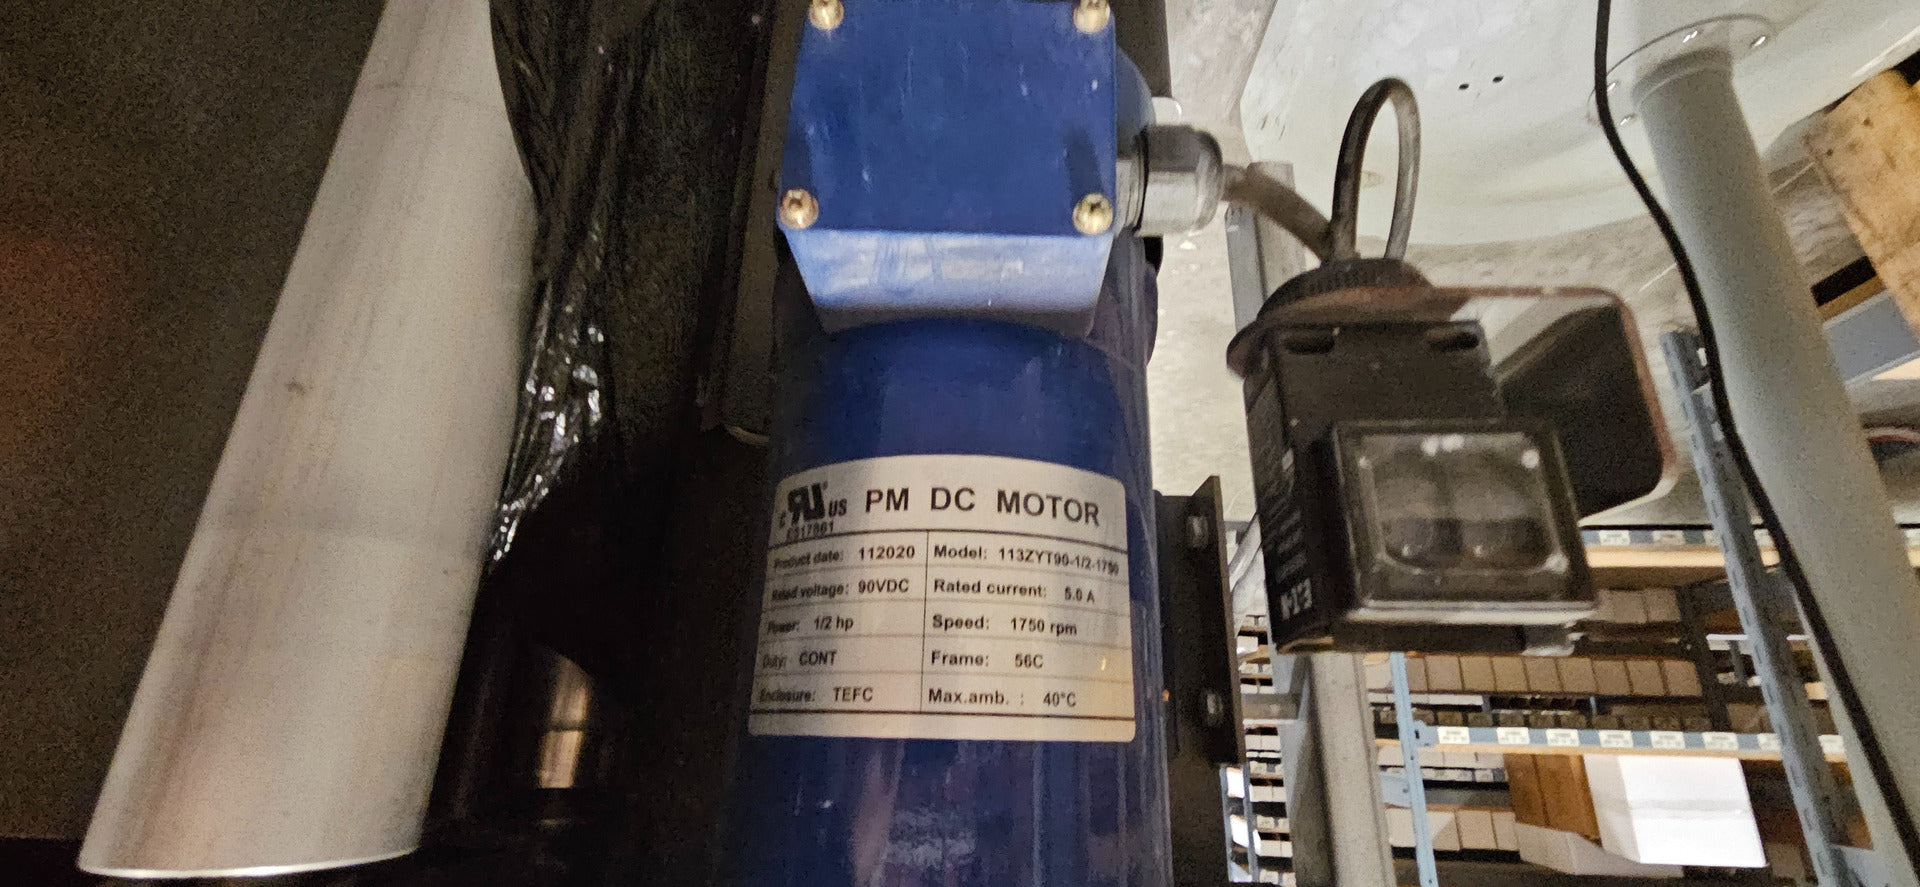 c RU® US PM DC MOTOR
Product date: 112020 Model: 113ZYT90-1/2-1750
Rated voltage: 90VDC Rated current: 5.0 A
Power: 1/2 hp Speed: 1750 rpm
Duty: CONT Frame: 56C
Enclosure: TEFC Max.amb. : 40°C
E·T·N